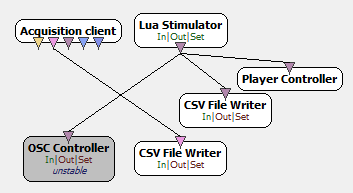 Acquisition client
Lua Stimulator
In|Out|Set
Player Controller
CSV File Writer
In|Out|Set
OSC Controller
In|Out|Set
unstable
CSV File Writer
In|Out|Set